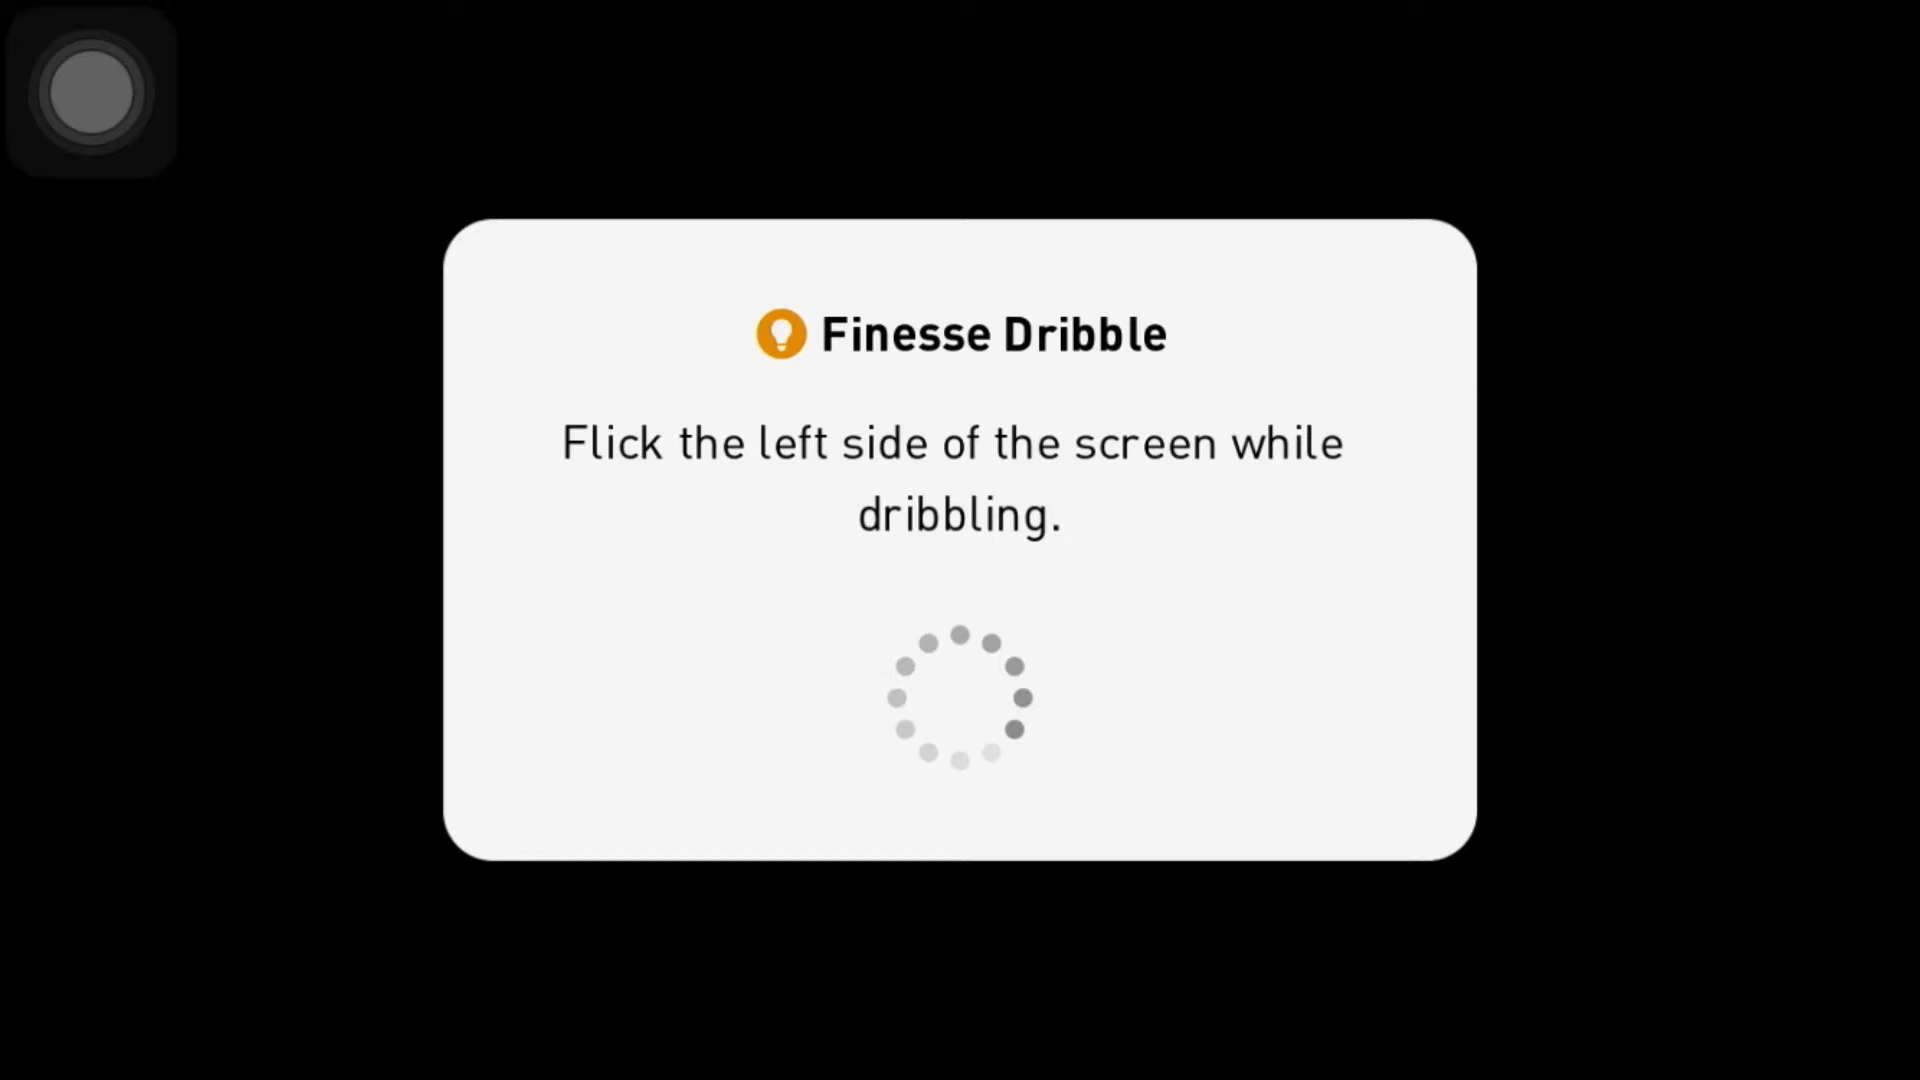 Finesse Dribble
Flick the left side of the screen while
dribbling.